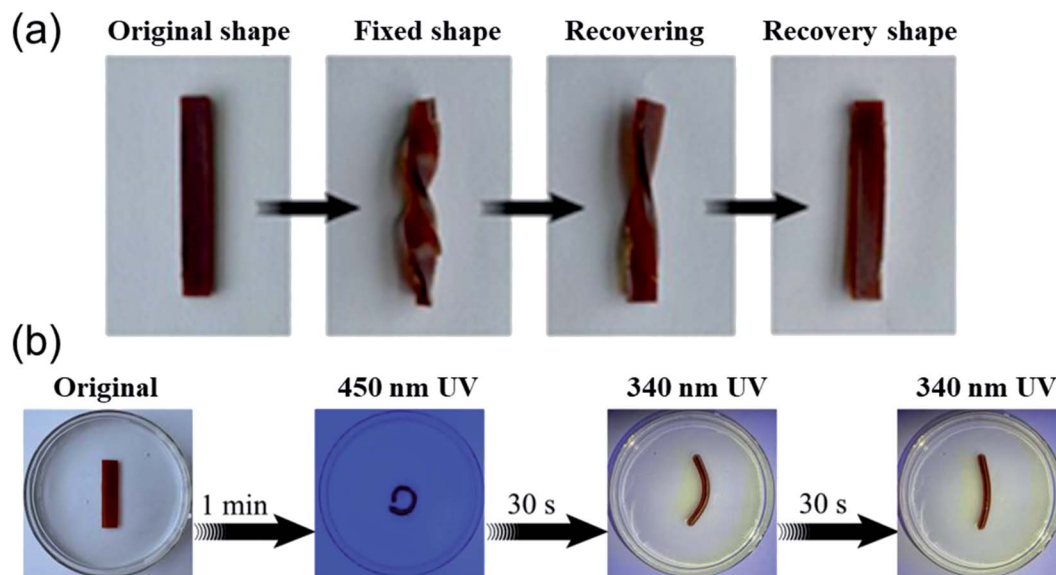 (a)
Original shape
Fixed shape
Recovering
Recovery shape
(b)
Original
450 nm UV
340 nm UV
340 nm UV
1 min
30 s
30 s